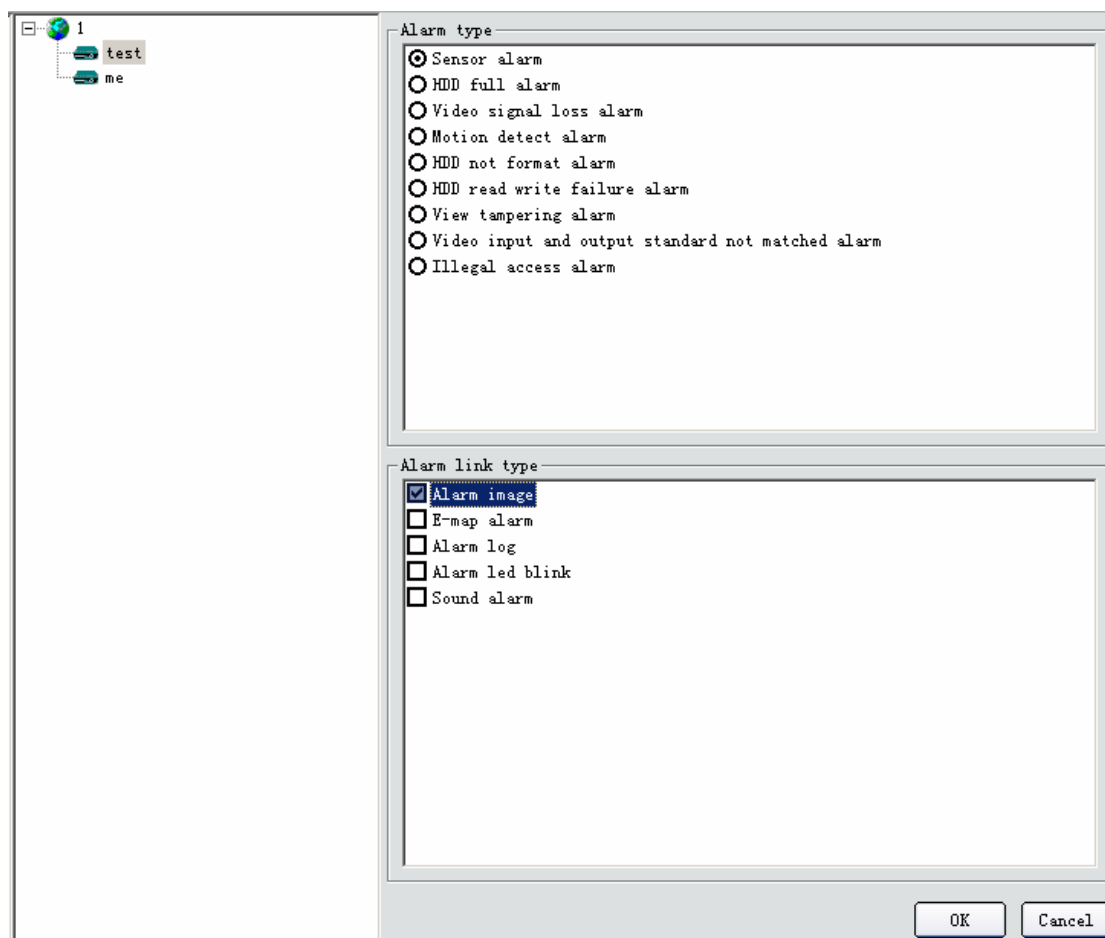 1
test
me
Alarm type
Sensor alarm
HDD full alarm
Video signal loss alarm
Motion detect alarm
HDD not format alarm
HDD read write failure alarm
View tampering alarm
Video input and output standard not matched alarm
Illegal access alarm
Alarm link type
Alarm image
E-map alarm
Alarm log
Alarm led blink
Sound alarm
OK
Cancel